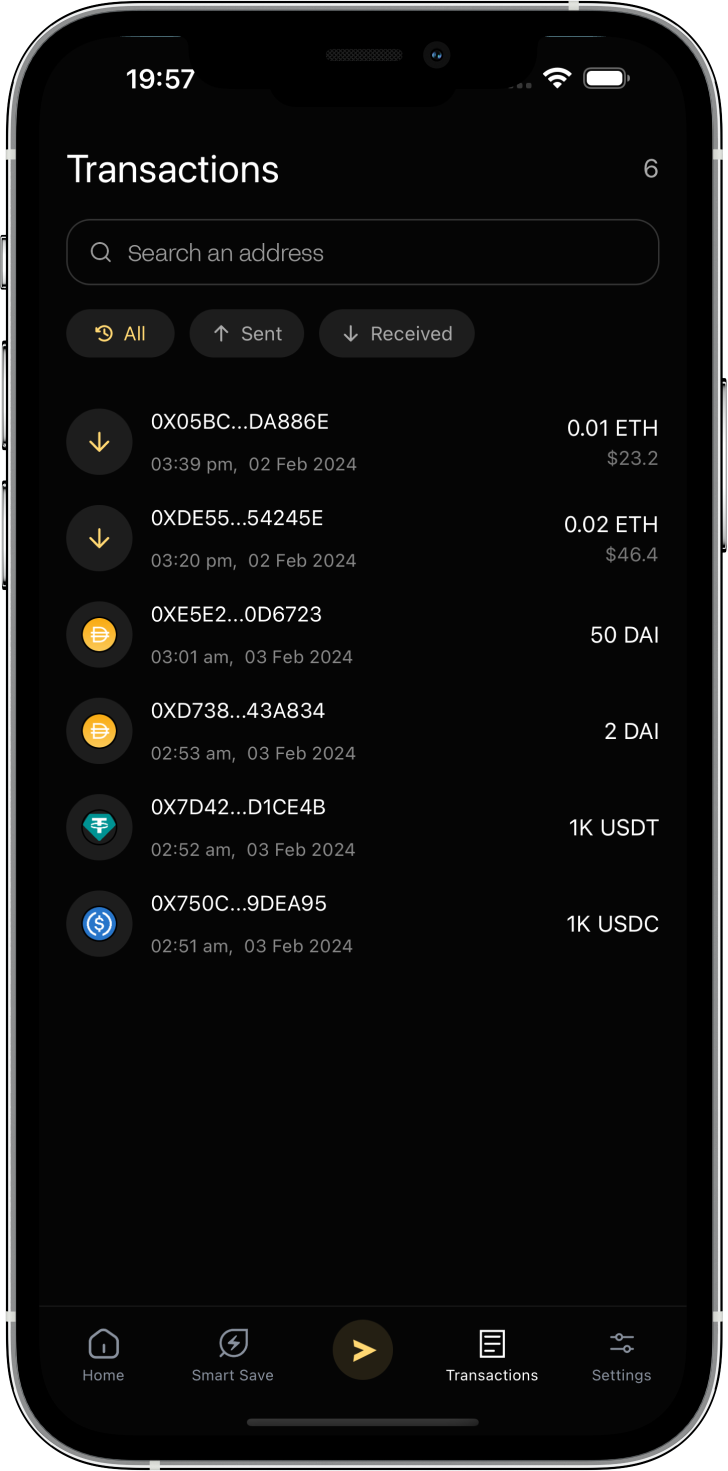 19:57
Transactions 6
Search an address
All Sent Received
0X05BC...DA886E 0.01 ETH
03:39 pm, 02 Feb 2024 $23.2
0XDE55...54245E 0.02 ETH
03:20 pm, 02 Feb 2024 $46.4
0XE5E2...0D6723 50 DAI
03:01 am, 03 Feb 2024
0XD738...43A834 2 DAI
02:53 am, 03 Feb 2024
0X7D42...D1CE4B 1K USDT
02:52 am, 03 Feb 2024
0X750C...9DEA95 1K USDC
02:51 am, 03 Feb 2024
Home Smart Save Transactions Settings